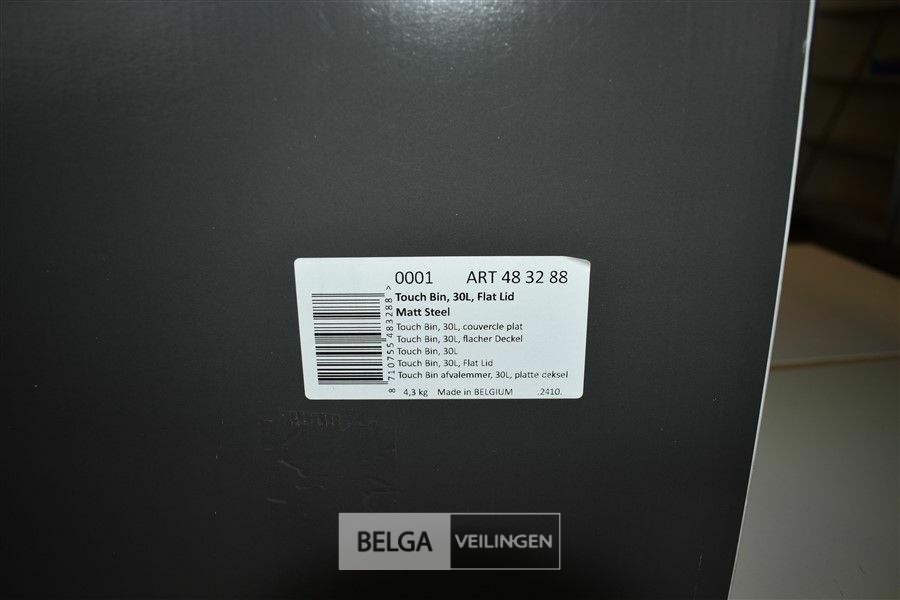 0001 ART 48 32 88
Touch Bin, 30L, Flat Lid
Matt Steel
Touch Bin, 30L, couvercle plat
Touch Bin, 30L, flacher Deckel
Touch Bin, 30L
Touch Bin, 30L, Flat Lid
Touch Bin afvalemmer, 30L, platte deksel
4,3 kg Made in BELGIUM .2410.
8 710755 483288 >
BELGA VEILINGEN